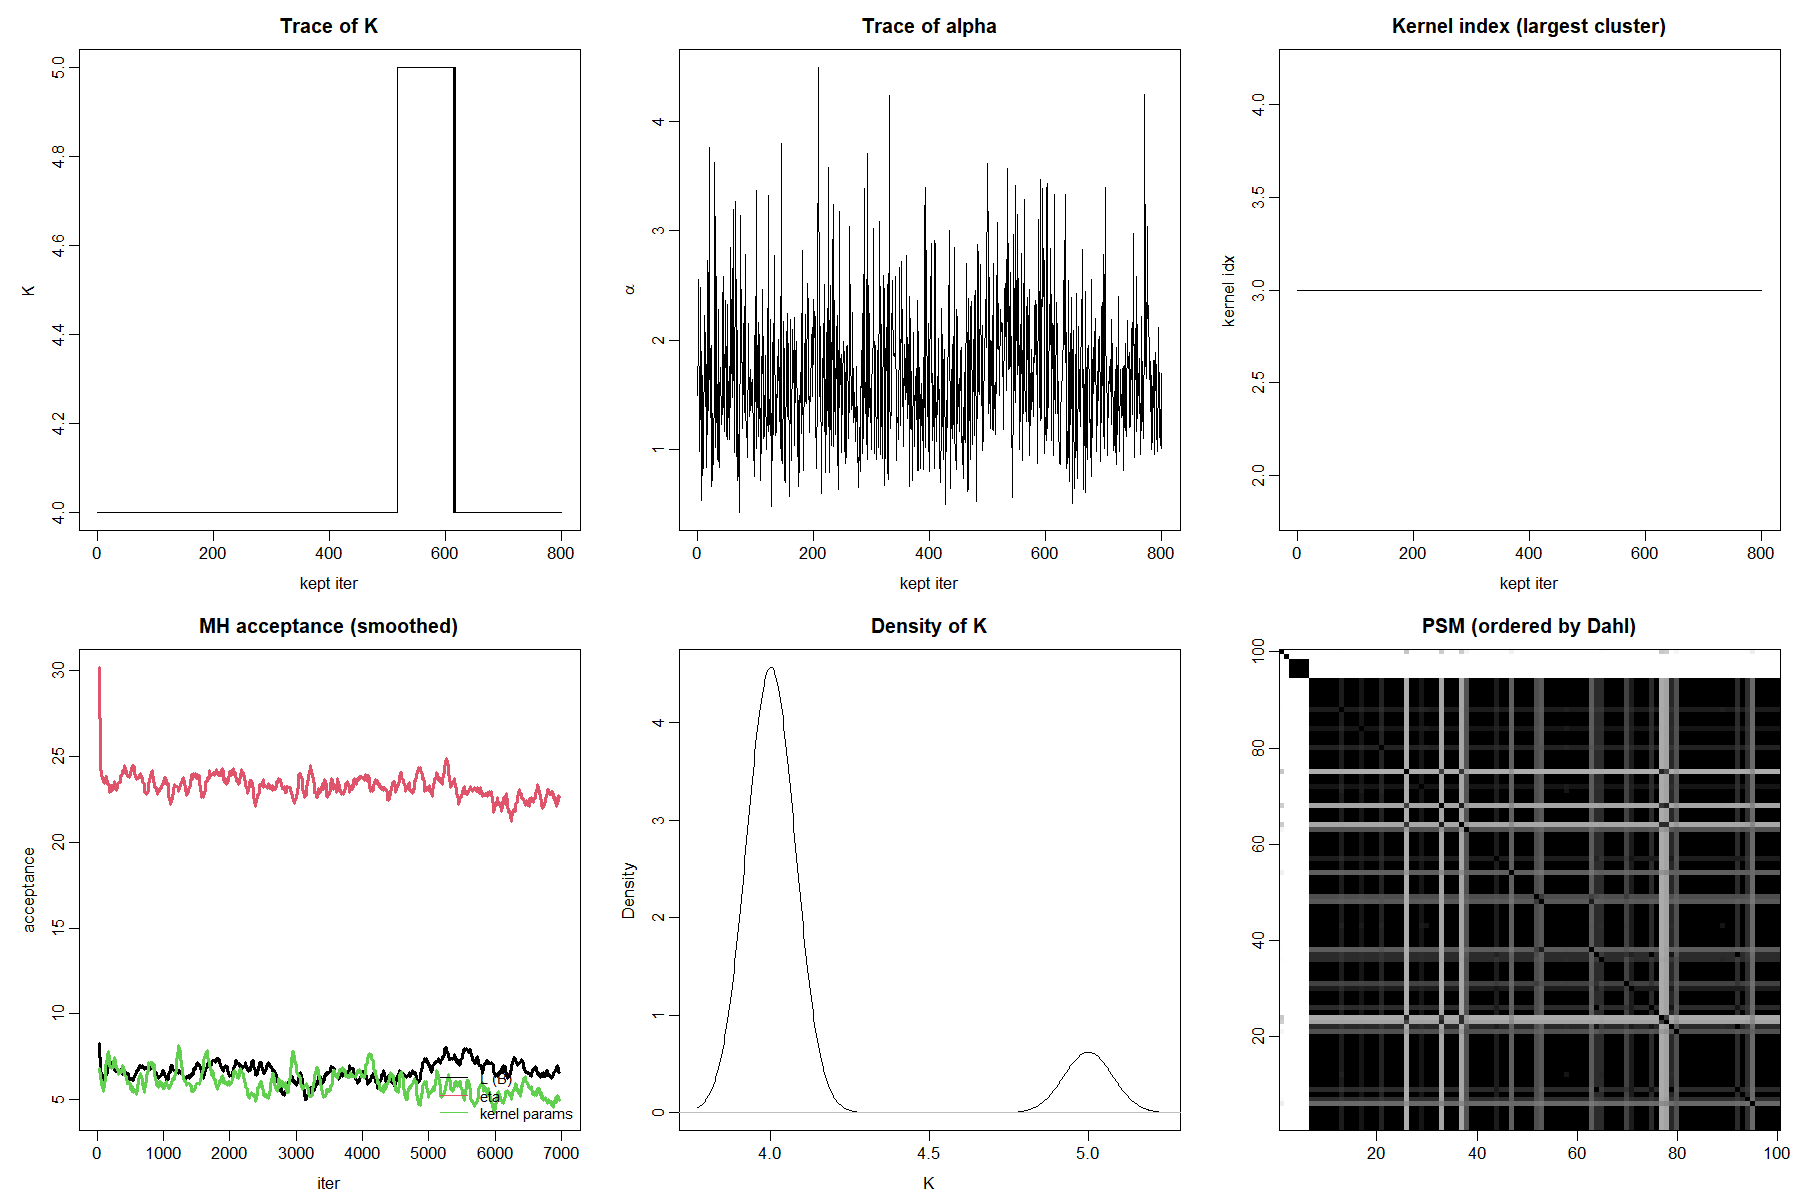 Trace of K
5.0
4.8
4.6
4.4
4.2
4.0
K
0 200 400 600 800
kept iter
Trace of alpha
4
3
2
1
α
0 200 400 600 800
kept iter
Kernel index (largest cluster)
4.0
3.5
3.0
2.5
2.0
kernel idx
0 200 400 600 800
kept iter
MH acceptance (smoothed)
30
25
20
15
10
5
acceptance
L (B)
eta
kernel params
0 1000 2000 3000 4000 5000 6000 7000
iter
Density of K
4
3
2
1
0
Density
4.0 4.5 5.0
K
PSM (ordered by Dahl)
100
80
60
40
20
20 40 60 80 100